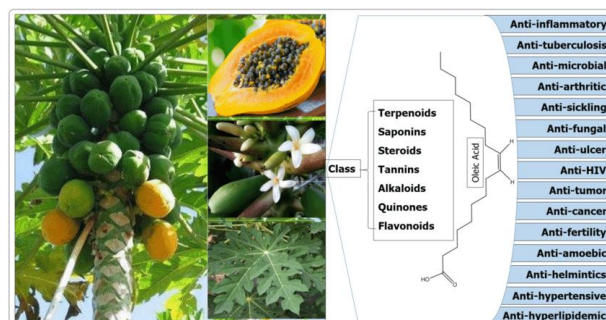 Class
Terpenoids
Saponins
Steroids
Tannins
Alkaloids
Quinones
Flavonoids
Oleic Acid
H
H
HO
O
Anti-inflammatory
Anti-tuberculosis
Anti-microbial
Anti-arthritic
Anti-sickling
Anti-fungal
Anti-ulcer
Anti-HIV
Anti-tumor
Anti-cancer
Anti-fertility
Anti-amoebic
Anti-helmintics
Anti-hypertensive
Anti-hyperlipidemic